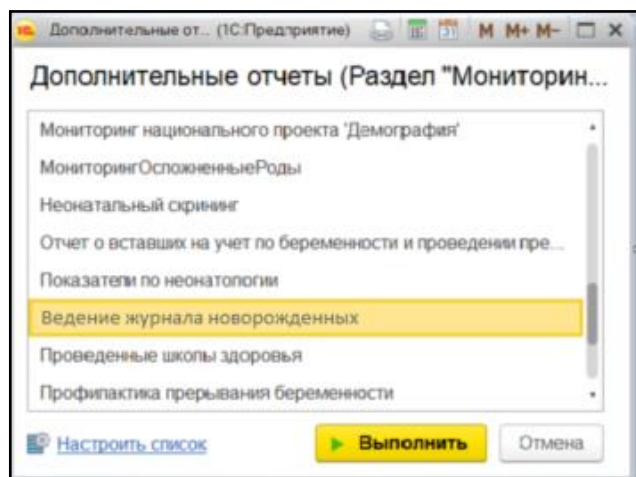 Дополнительные от... (1С:Предприятие) M M+ M-
Дополнительные отчеты (Раздел "Мониторин...
Мониторинг национального проекта 'Демография'
МониторингОсложненныеРоды
Неонатальный скрининг
Отчет о вставших на учет по беременности и проведении пре...
Показатели по неонатологии
Ведение журнала новорожденных
Проведенные школы здоровья
Профилактика прерывания беременности
Настроить список Выполнить Отмена